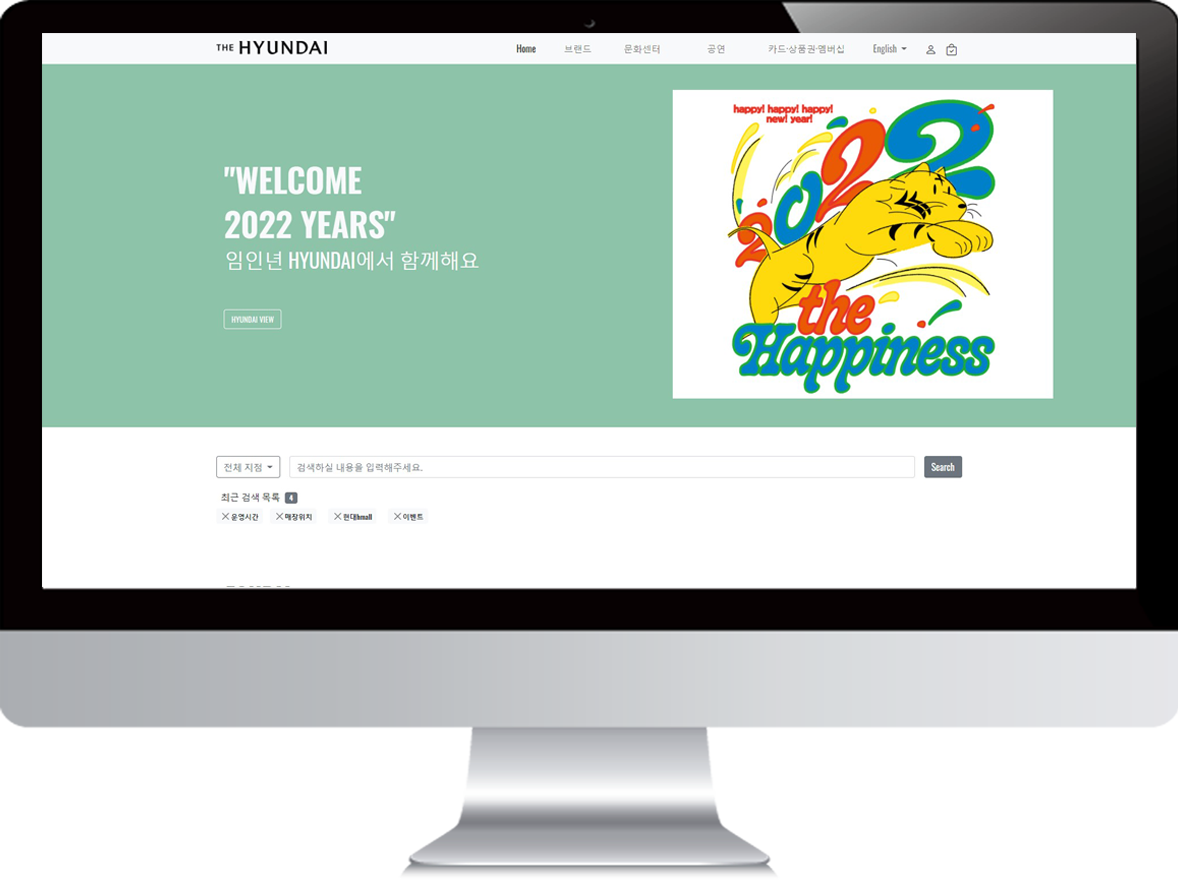 THE HYUNDAI
Home 브랜드 문화센터 공연 카드·상품권·멤버십 English
happy! happy! happy!
new! year!
2022
the
Happiness
"WELCOME
2022 YEARS"
임인년 HYUNDAI에서 함께해요
HYUNDAI VIEW
전체 지점 검색하실 내용을 입력해주세요. Search
최근 검색 목록 4
운영시간 매장위치 현대hmall 이벤트